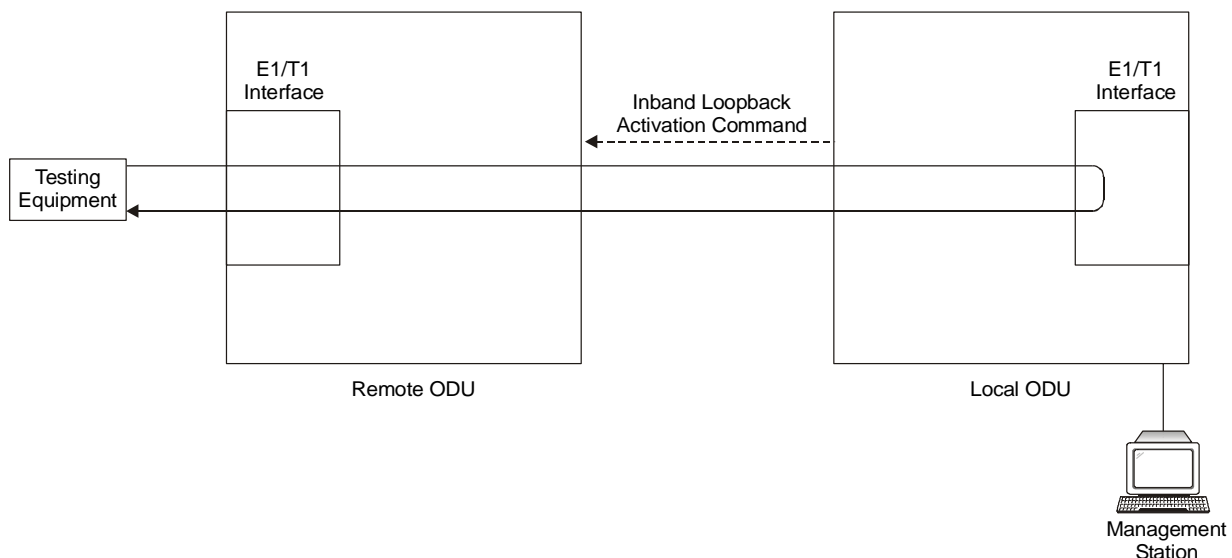 E1/T1
Interface
E1/T1
Interface
Inband Loopback
Activation Command
Testing
Equipment
Remote ODU
Local ODU
Management
Station